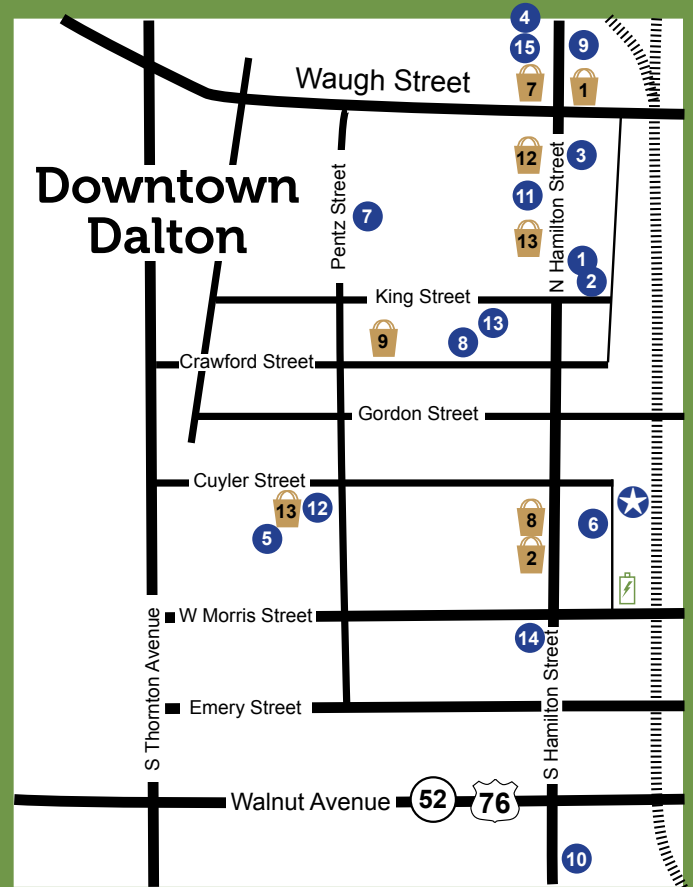 4
15
9
Waugh Street
7
1
12
3
11
N Hamilton Street
13
1
2
Downtown
Dalton
Pentz Street
7
King Street
9
8
13
Crawford Street
Gordon Street
Cuyler Street
13
12
5
8
2
6
W Morris Street
14
S Thornton Avenue
S Hamilton Street
Emery Street
Walnut Avenue
52
76
10